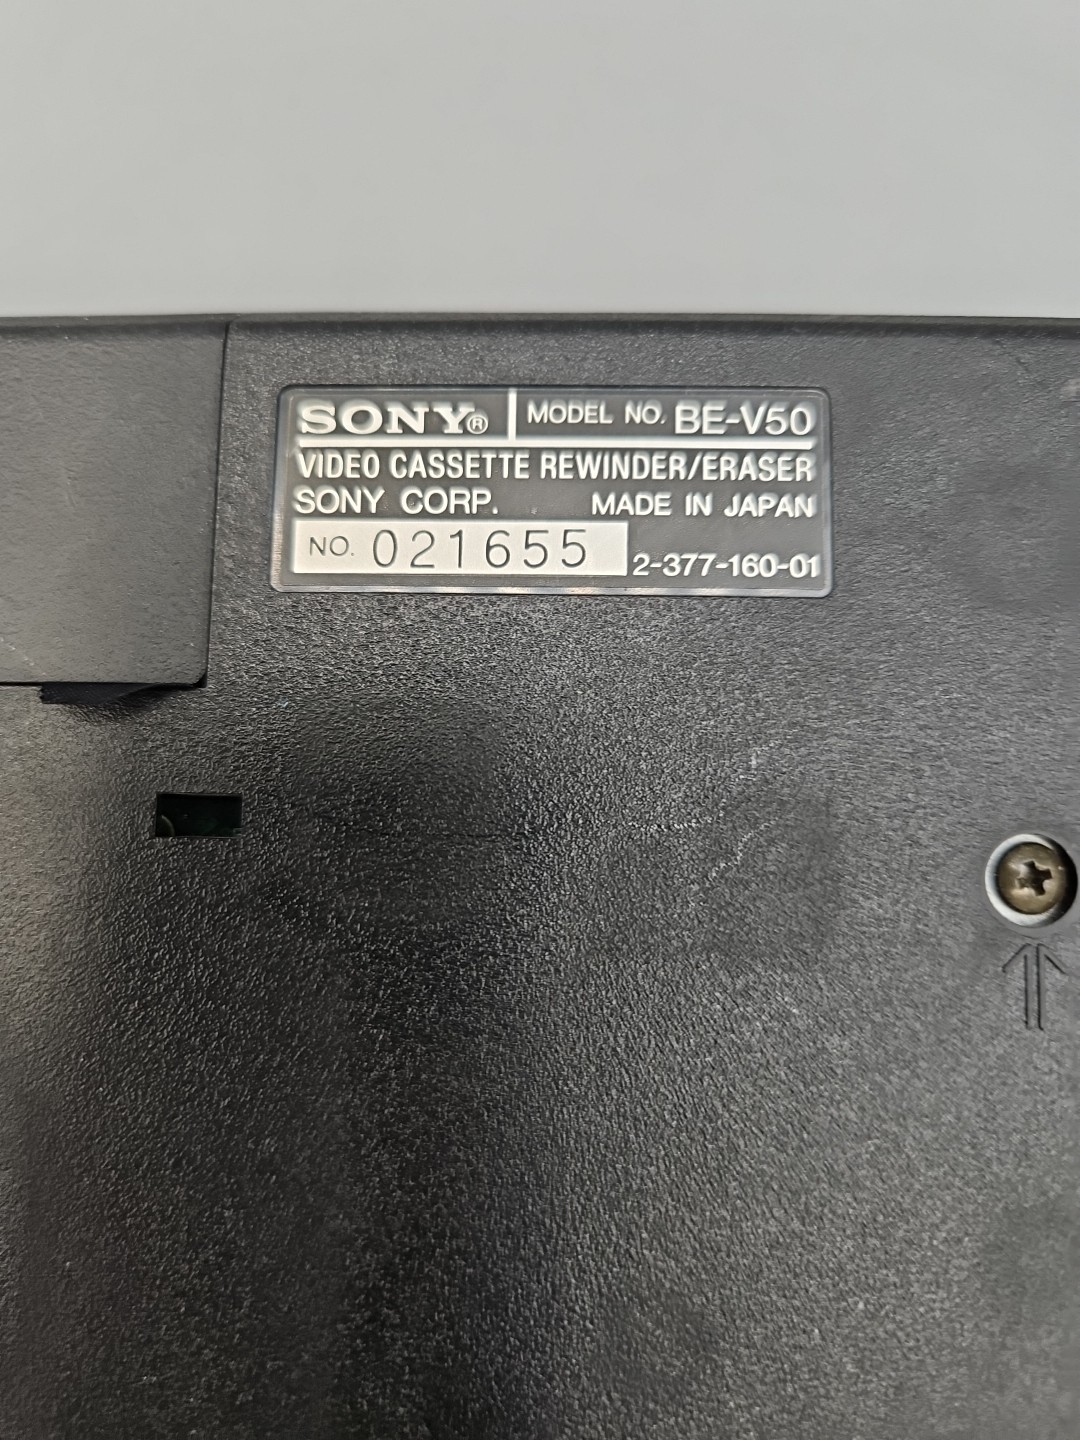 SONY® MODEL NO. BE-V50
VIDEO CASSETTE REWINDER/ERASER
SONY CORP. MADE IN JAPAN
NO. 021655 2-377-160-01